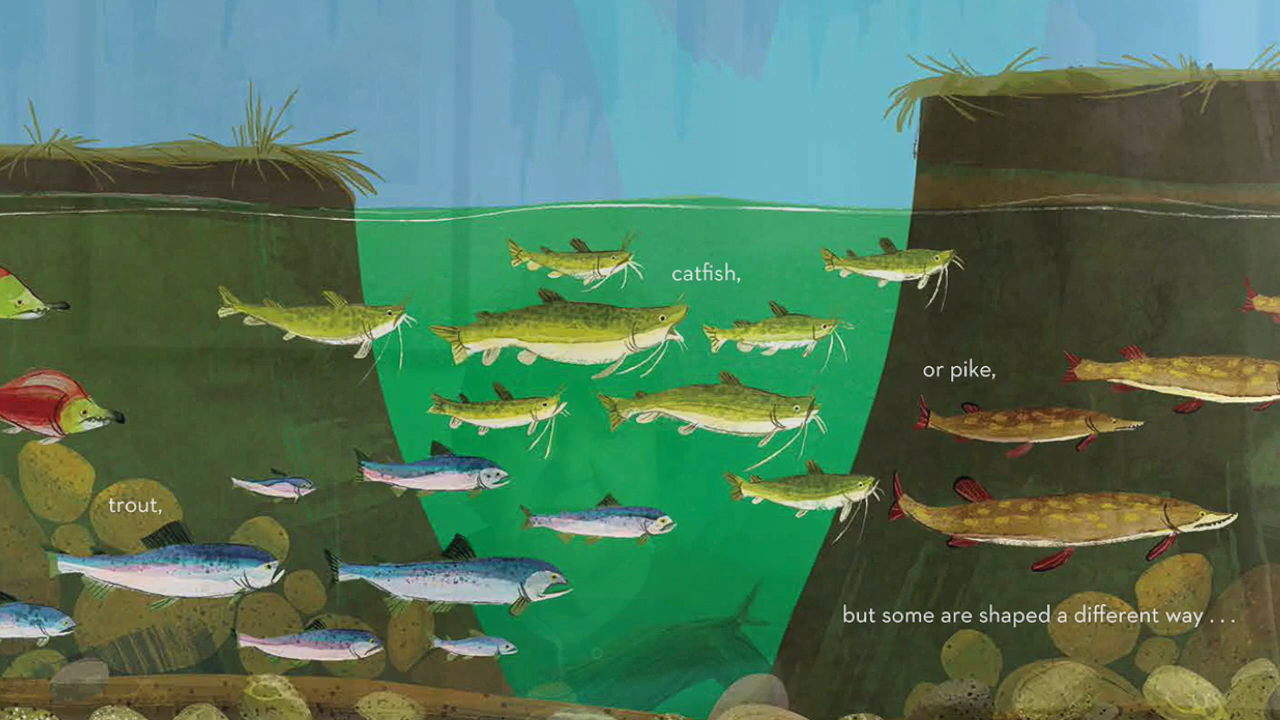 trout,
catfish,
or pike,
but some are shaped a different way . . .